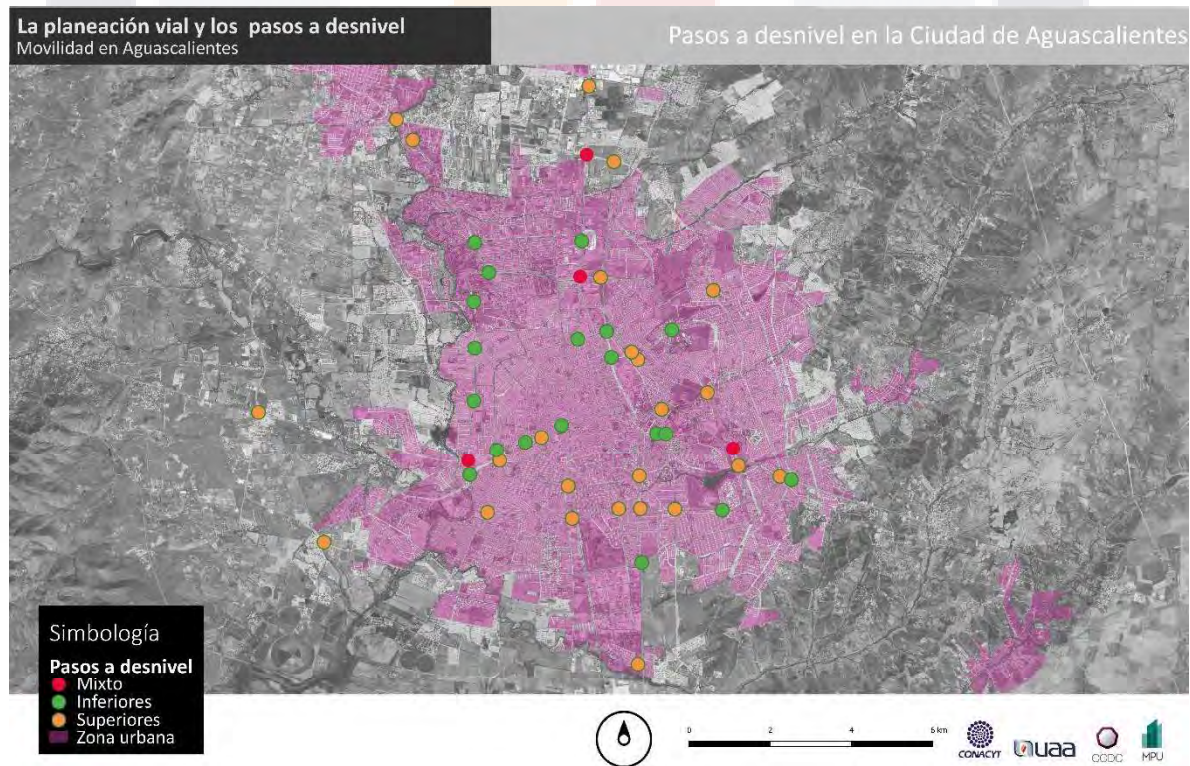 La planeación vial y los pasos a desnivel
Movilidad en Aguascalientes
Pasos a desnivel en la Ciudad de Aguascalientes
Simbología
Pasos a desnivel
Mixto
Inferiores
Superiores
Zona urbana
0 2 4 6 km
CONACYT uaa CGDC MPU